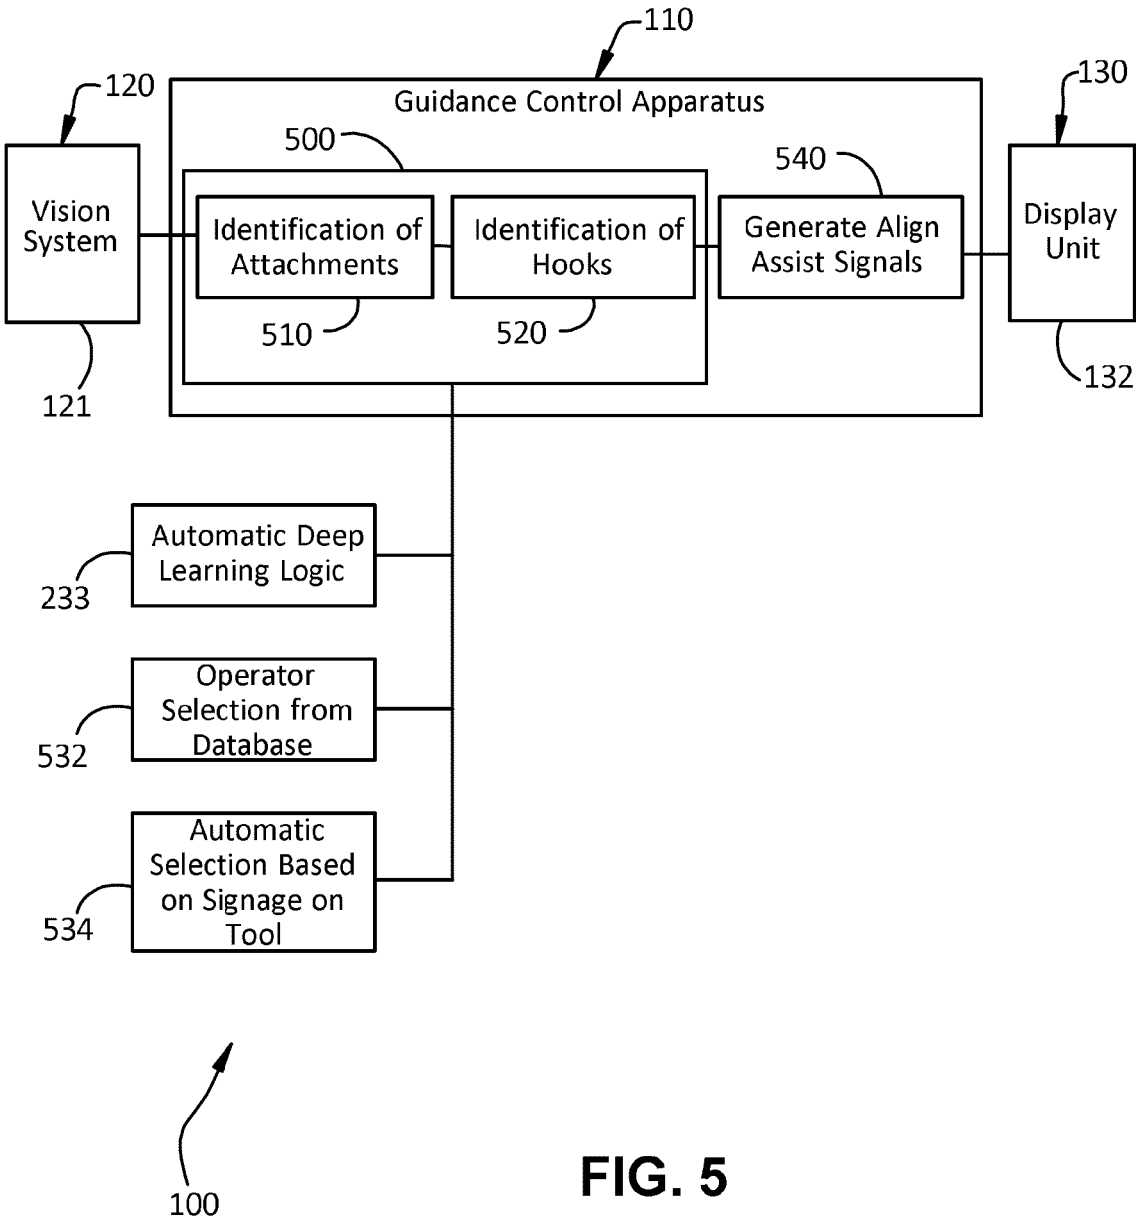 110
120
130
Guidance Control Apparatus
500
540
Vision
System
Identification of
Attachments
Identification of
Hooks
Generate Align
Assist Signals
Display
Unit
510
520
121
132
Automatic Deep
Learning Logic
233
Operator
Selection from
Database
532
Automatic
Selection Based
on Signage on
Tool
534
100
FIG. 5